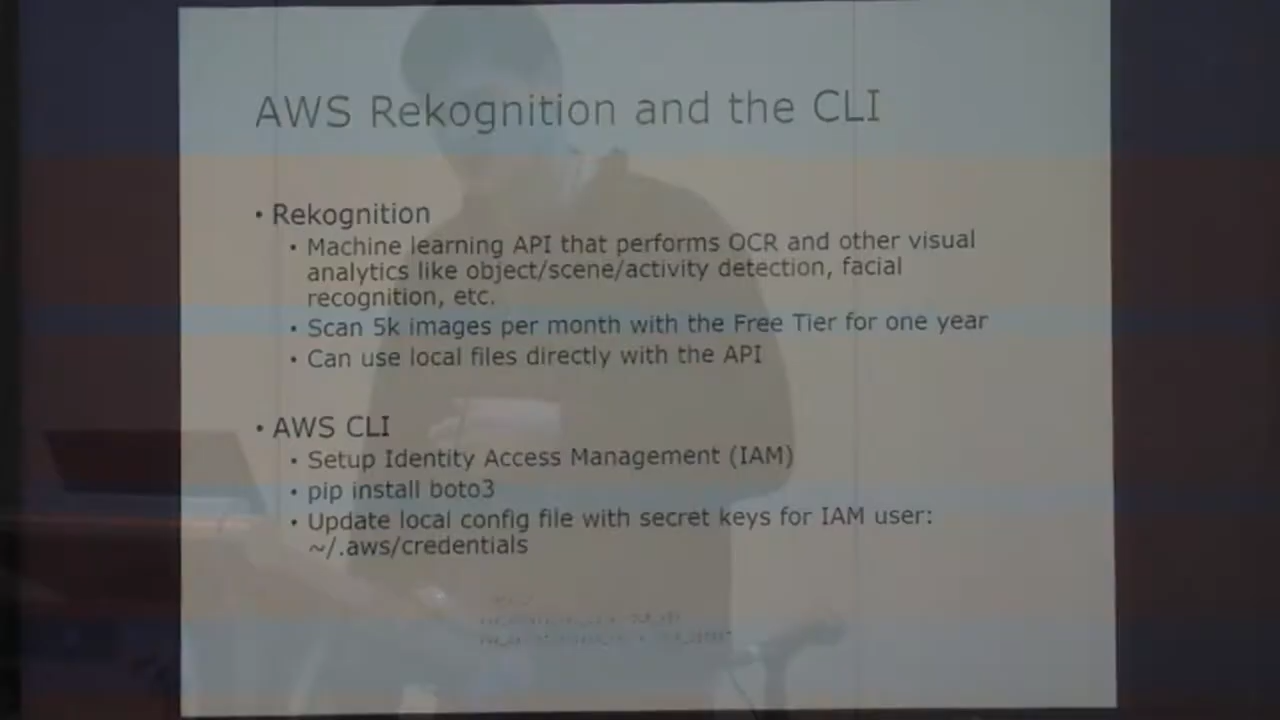 AWS Rekognition and the CLI
• Rekognition
• Machine learning API that performs OCR and other visual
analytics like object/scene/activity detection, facial
recognition, etc.
• Scan 5k images per month with the Free Tier for one year
• Can use local files directly with the API
• AWS CLI
• Setup Identity Access Management (IAM)
• pip install boto3
• Update local config file with secret keys for IAM user:
~/.aws/credentials